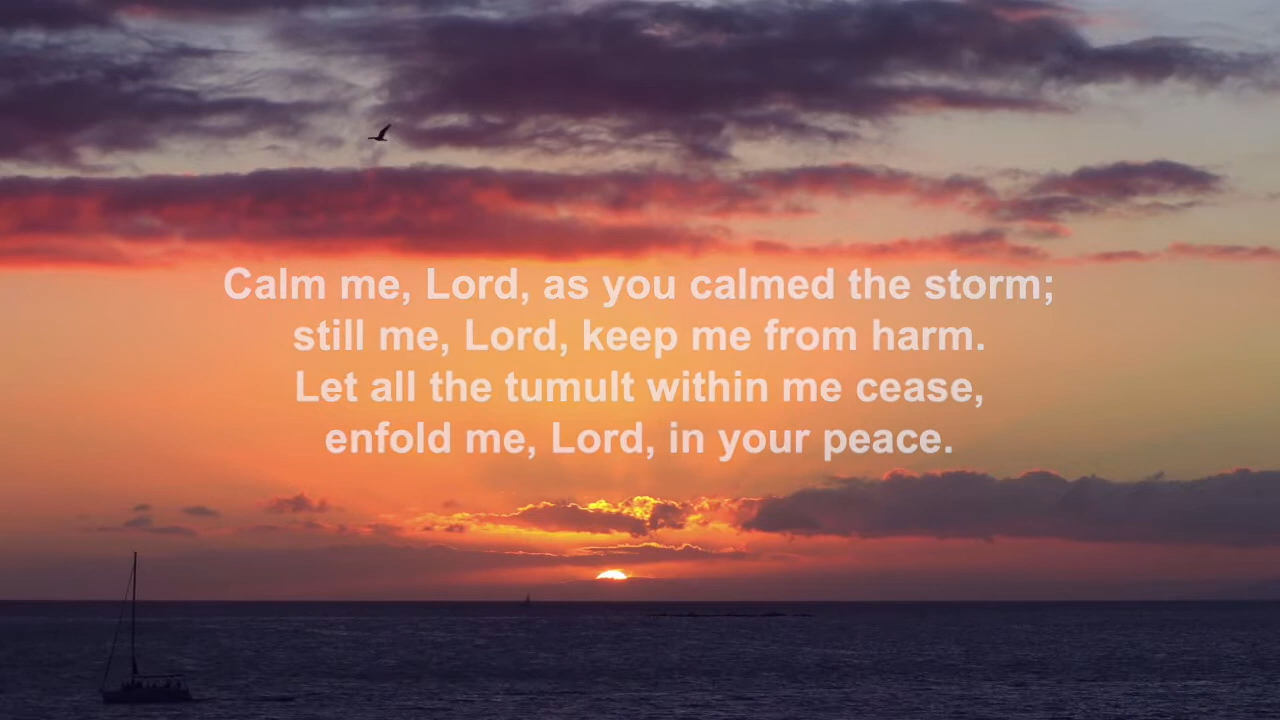 Calm me, Lord, as you calmed the storm;
still me, Lord, keep me from harm.
Let all the tumult within me cease,
enfold me, Lord, in your peace.